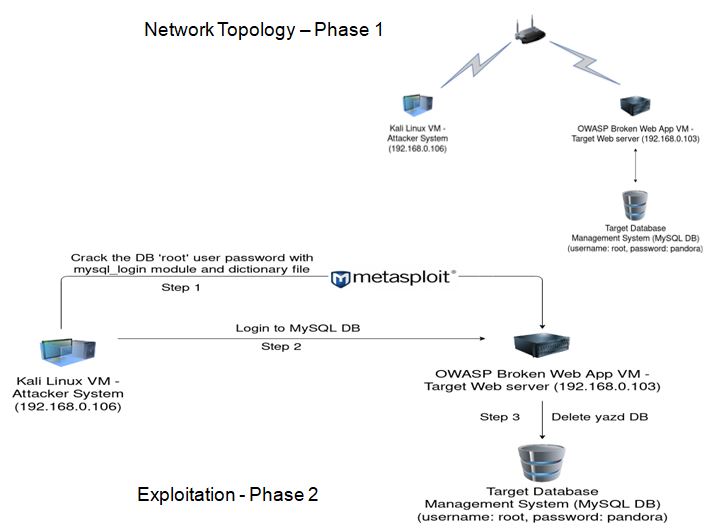 Network Topology – Phase 1
Kali Linux VM -
Attacker System
(192.168.0.106)
OWASP Broken Web App VM -
Target Web server (192.168.0.103)
Target Database
Management System (MySQL DB)
(username: root, password: pandora)
Crack the DB 'root' user password with
mysql_login module and dictionary file
Step 1
metasploit®
Login to MySQL DB
Step 2
Kali Linux VM -
Attacker System
(192.168.0.106)
OWASP Broken Web App VM -
Target Web server (192.168.0.103)
Step 3
Delete yazd DB
Exploitation - Phase 2
Target Database
Management System (MySQL DB)
(username: root, password: pandora)